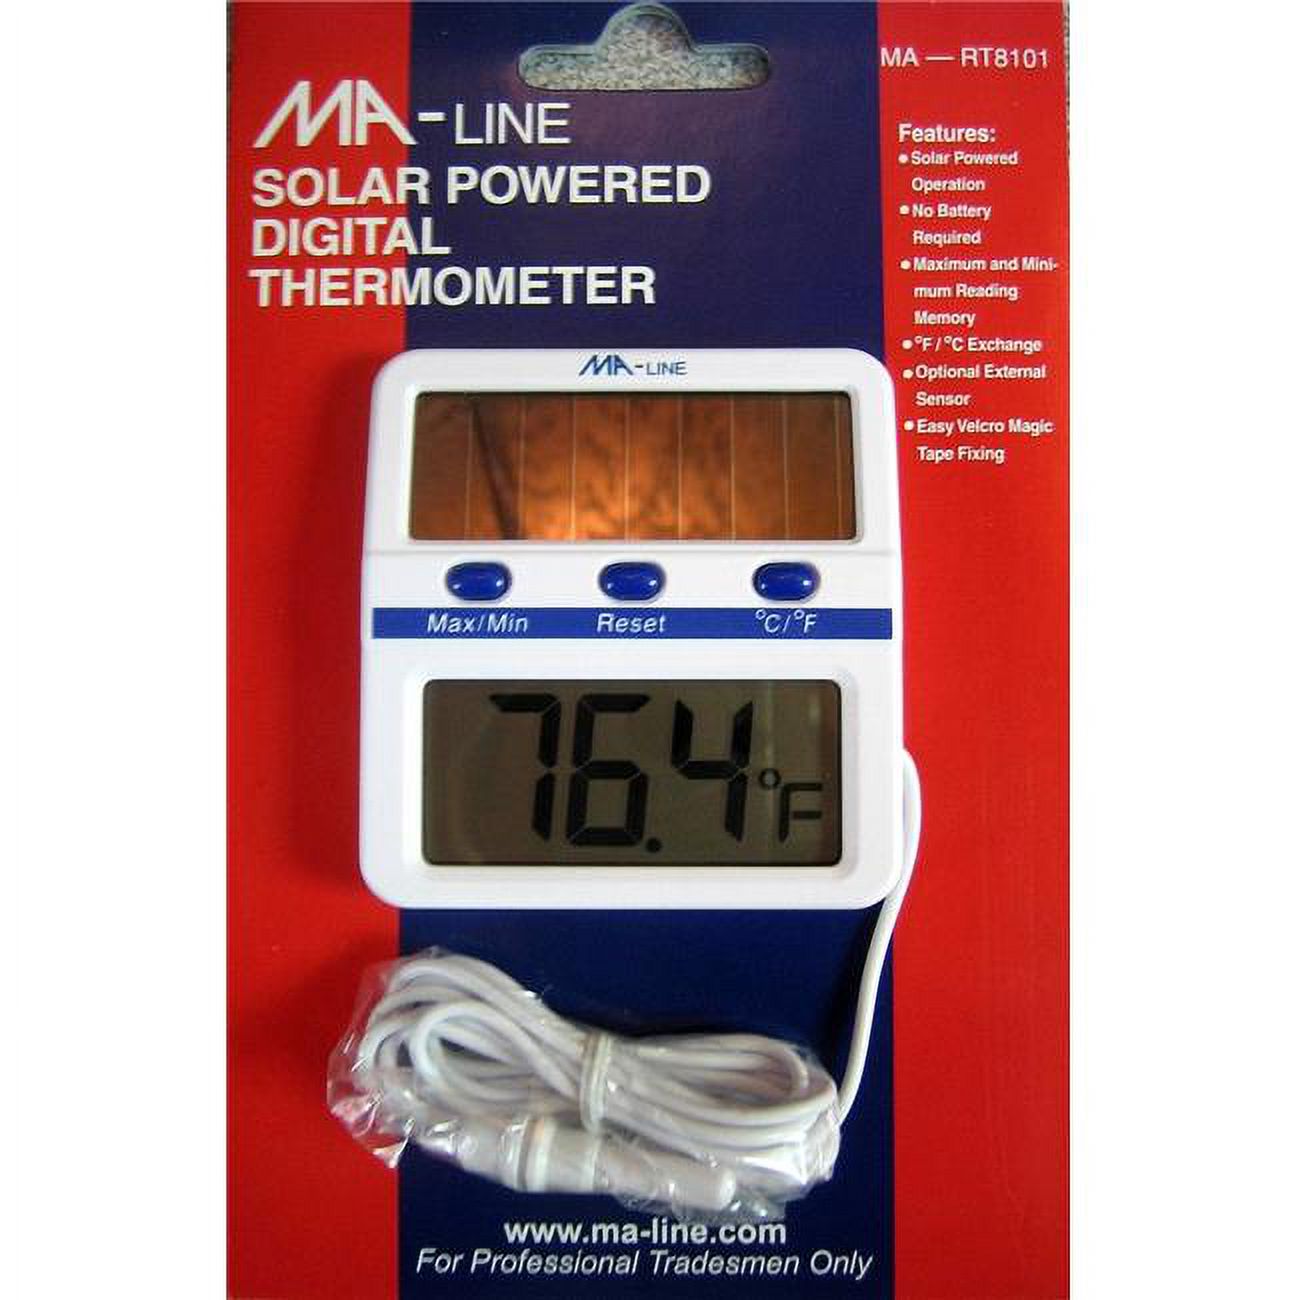 MA — RT8101
MA-LINE
SOLAR POWERED
DIGITAL
THERMOMETER
Features:
• Solar Powered
Operation
• No Battery
Required
• Maximum and Mini-
mum Reading
Memory
• °F / °C Exchange
• Optional External
Sensor
• Easy Velcro Magic
Tape Fixing
MA-LINE
Max/Min Reset °C/°F
76.4 °F
www.ma-line.com
For Professional Tradesmen Only